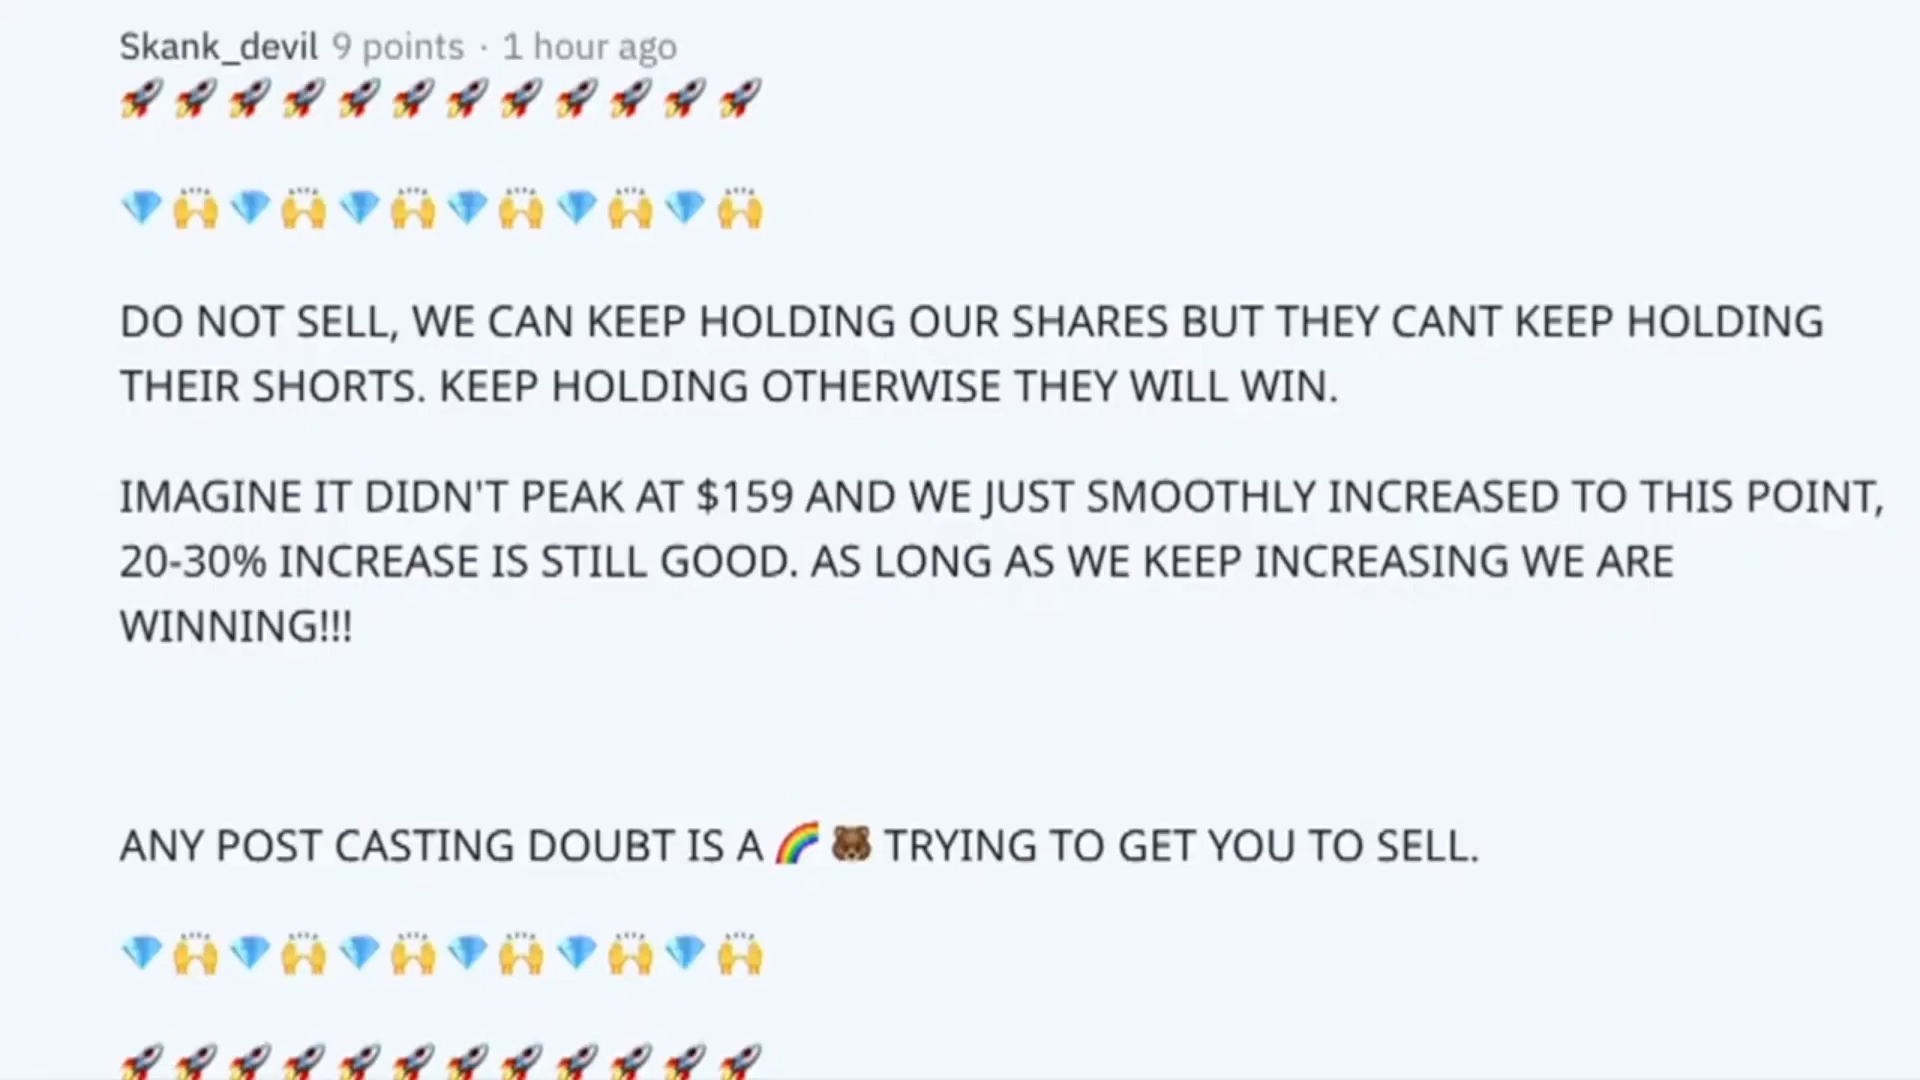 Skank_devil 9 points · 1 hour ago
🚀🚀🚀🚀🚀🚀🚀🚀🚀🚀🚀🚀
💎🙌💎🙌💎🙌💎🙌💎🙌💎🙌
DO NOT SELL, WE CAN KEEP HOLDING OUR SHARES BUT THEY CANT KEEP HOLDING
THEIR SHORTS. KEEP HOLDING OTHERWISE THEY WILL WIN.
IMAGINE IT DIDN'T PEAK AT $159 AND WE JUST SMOOTHLY INCREASED TO THIS POINT,
20-30% INCREASE IS STILL GOOD. AS LONG AS WE KEEP INCREASING WE ARE
WINNING!!!
ANY POST CASTING DOUBT IS A 🌈🐻 TRYING TO GET YOU TO SELL.
💎🙌💎🙌💎🙌💎🙌💎🙌💎🙌
🚀🚀🚀🚀🚀🚀🚀🚀🚀🚀🚀🚀